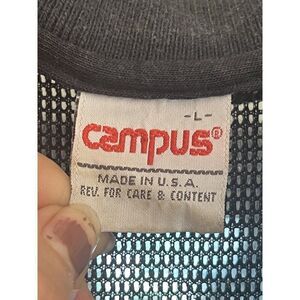 -L-
campus®
MADE IN U.S.A.
REV. FOR CARE & CONTENT